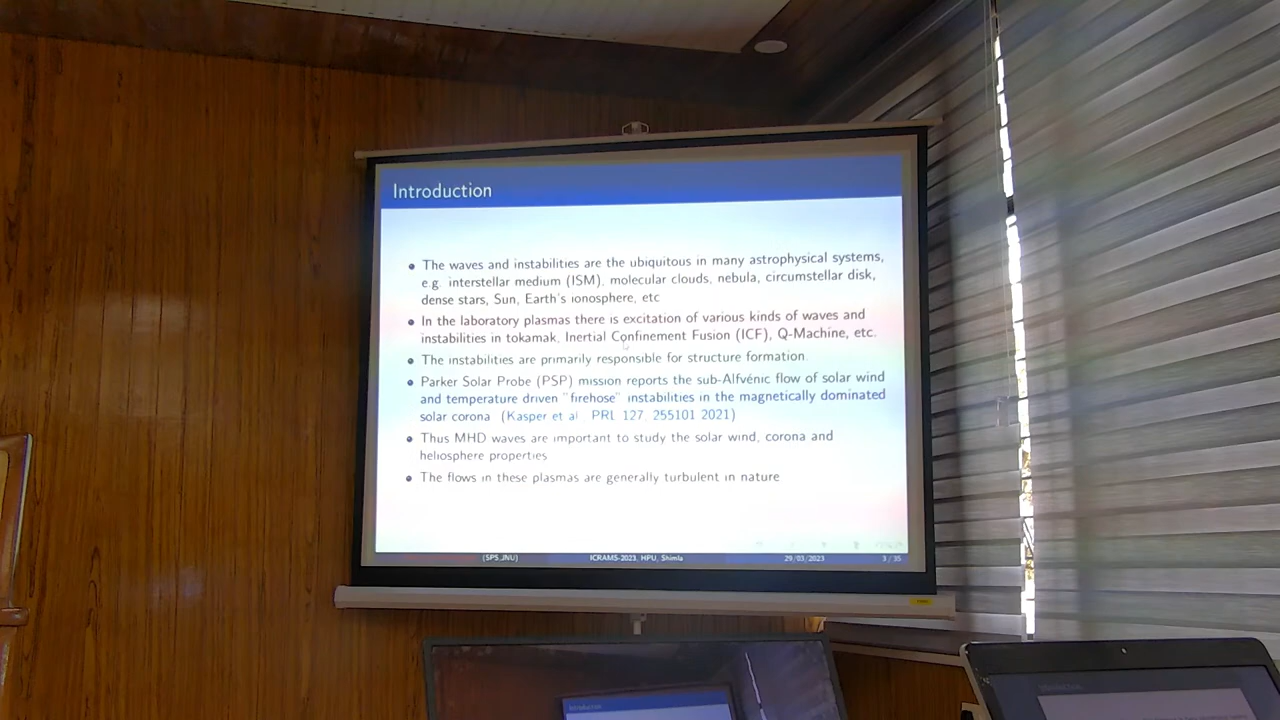 Introduction
• The waves and instabilities are the ubiquitous in many astrophysical systems,
e.g. interstellar medium (ISM), molecular clouds, nebula, circumstellar disk,
dense stars, Sun, Earth's ionosphere, etc
• In the laboratory plasmas there is excitation of various kinds of waves and
instabilities in tokamak, Inertial Confinement Fusion (ICF), Q-Machine, etc.
• The instabilities are primarily responsible for structure formation.
• Parker Solar Probe (PSP) mission reports the sub-Alfvénic flow of solar wind
and temperature driven "firehose" instabilities in the magnetically dominated
solar corona (Kasper et al PRL 127, 255101 2021)
• Thus MHD waves are important to study the solar wind, corona and
heliosphere properties
• The flows in these plasmas are generally turbulent in nature
(SPS JNU) ICRAMS-2023, HPU, Shimla 29/03/2023 3 / 35
Introduction